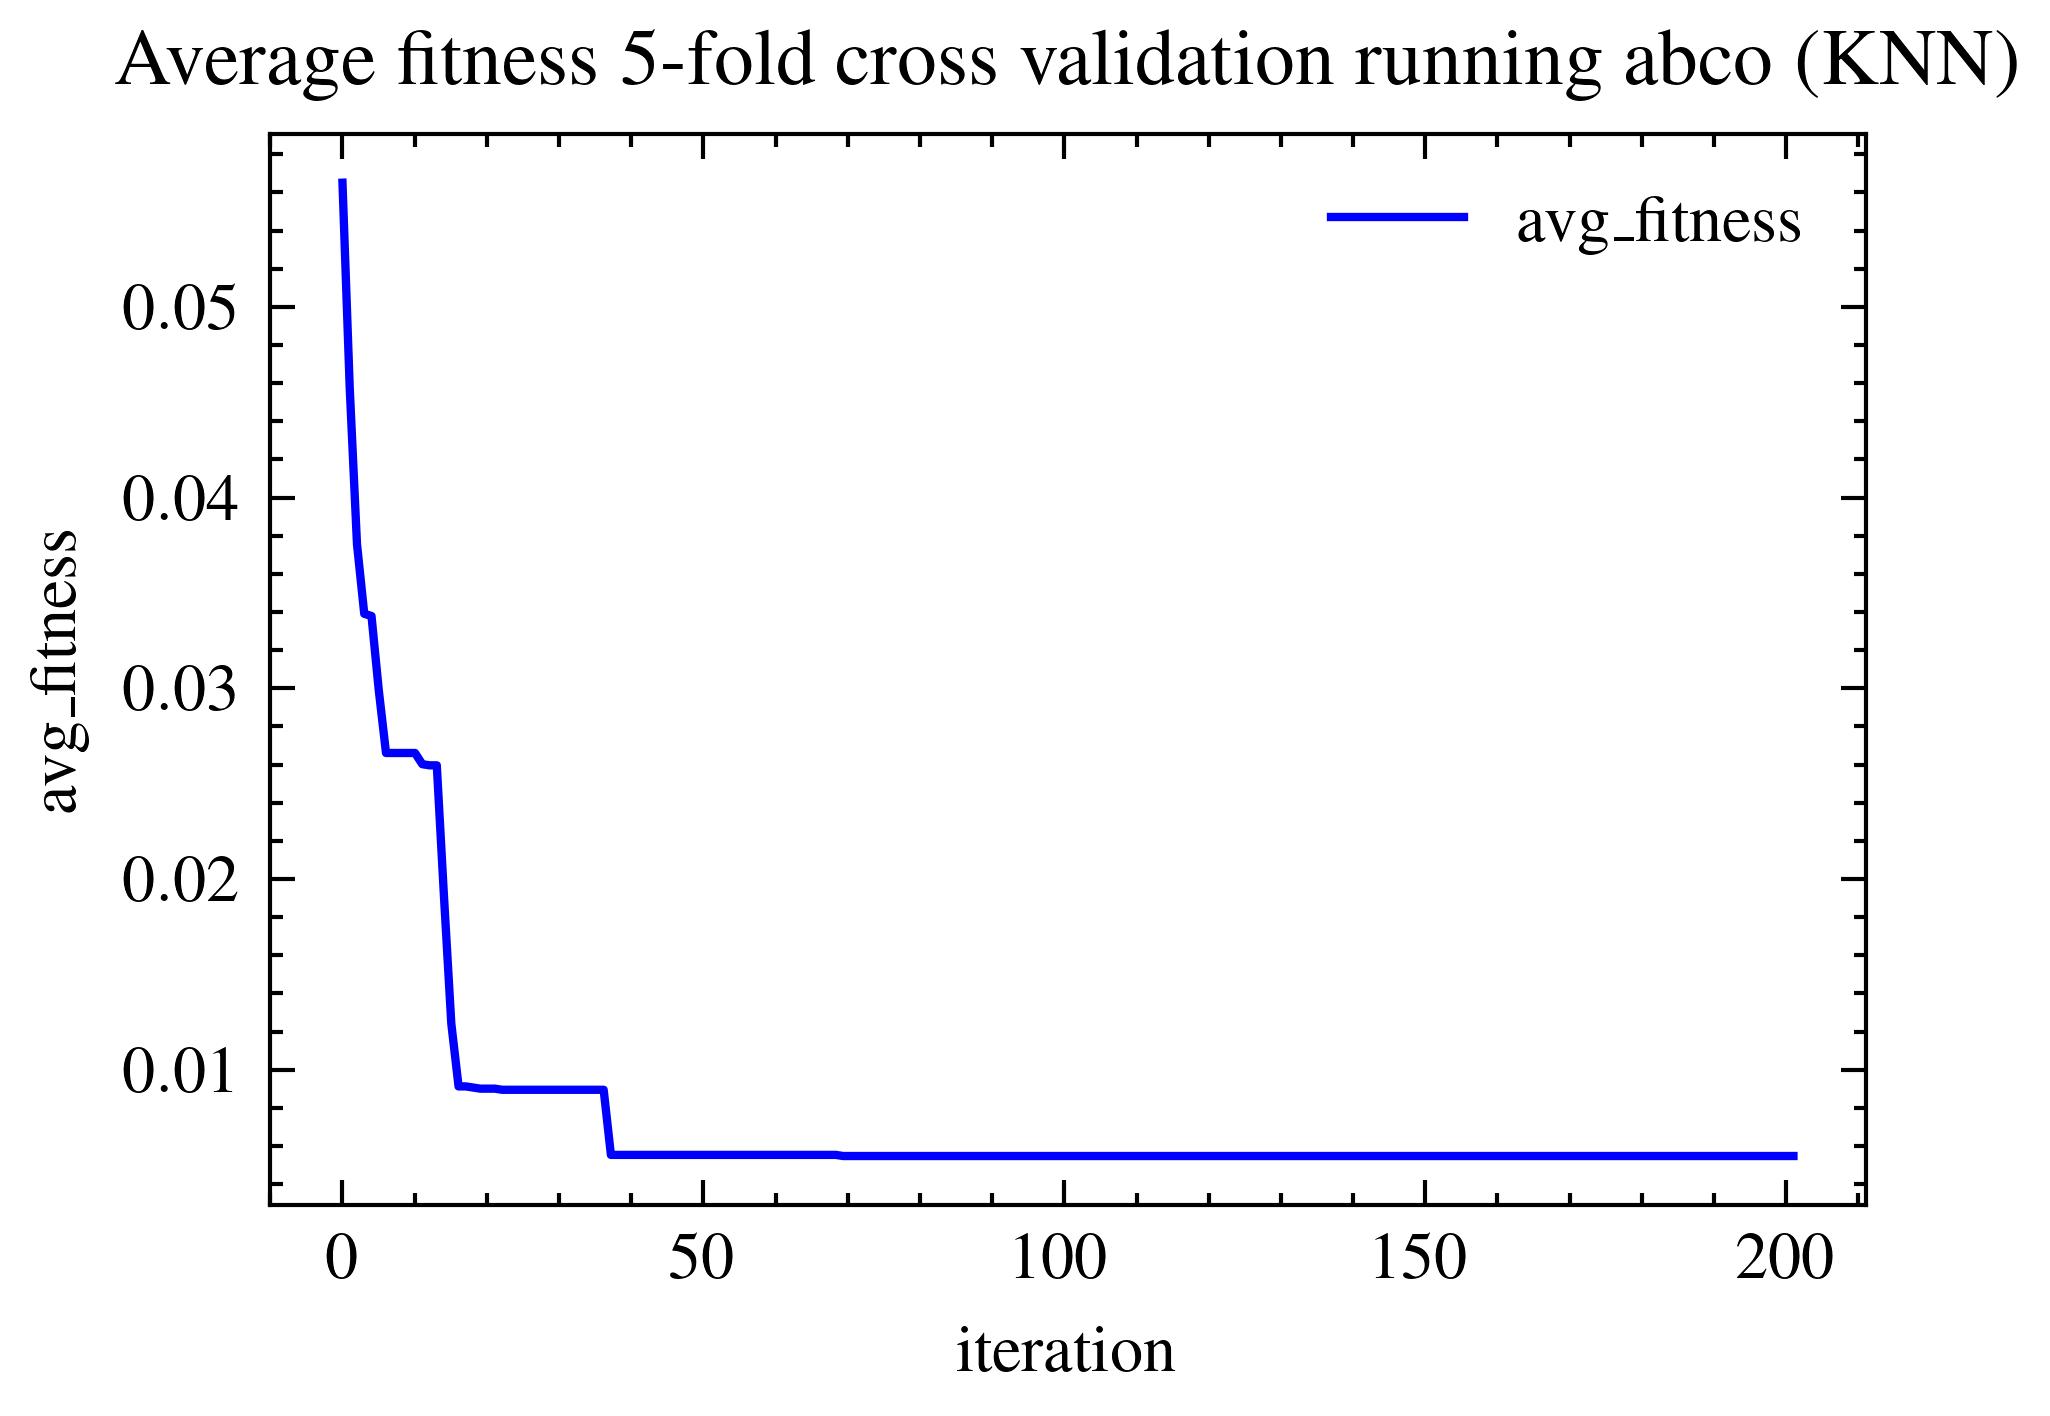 Average fitness 5-fold cross validation running abco (KNN)
avg_fitness
0.05
0.04
0.03
0.02
0.01
avg_fitness
0 50 100 150 200
iteration